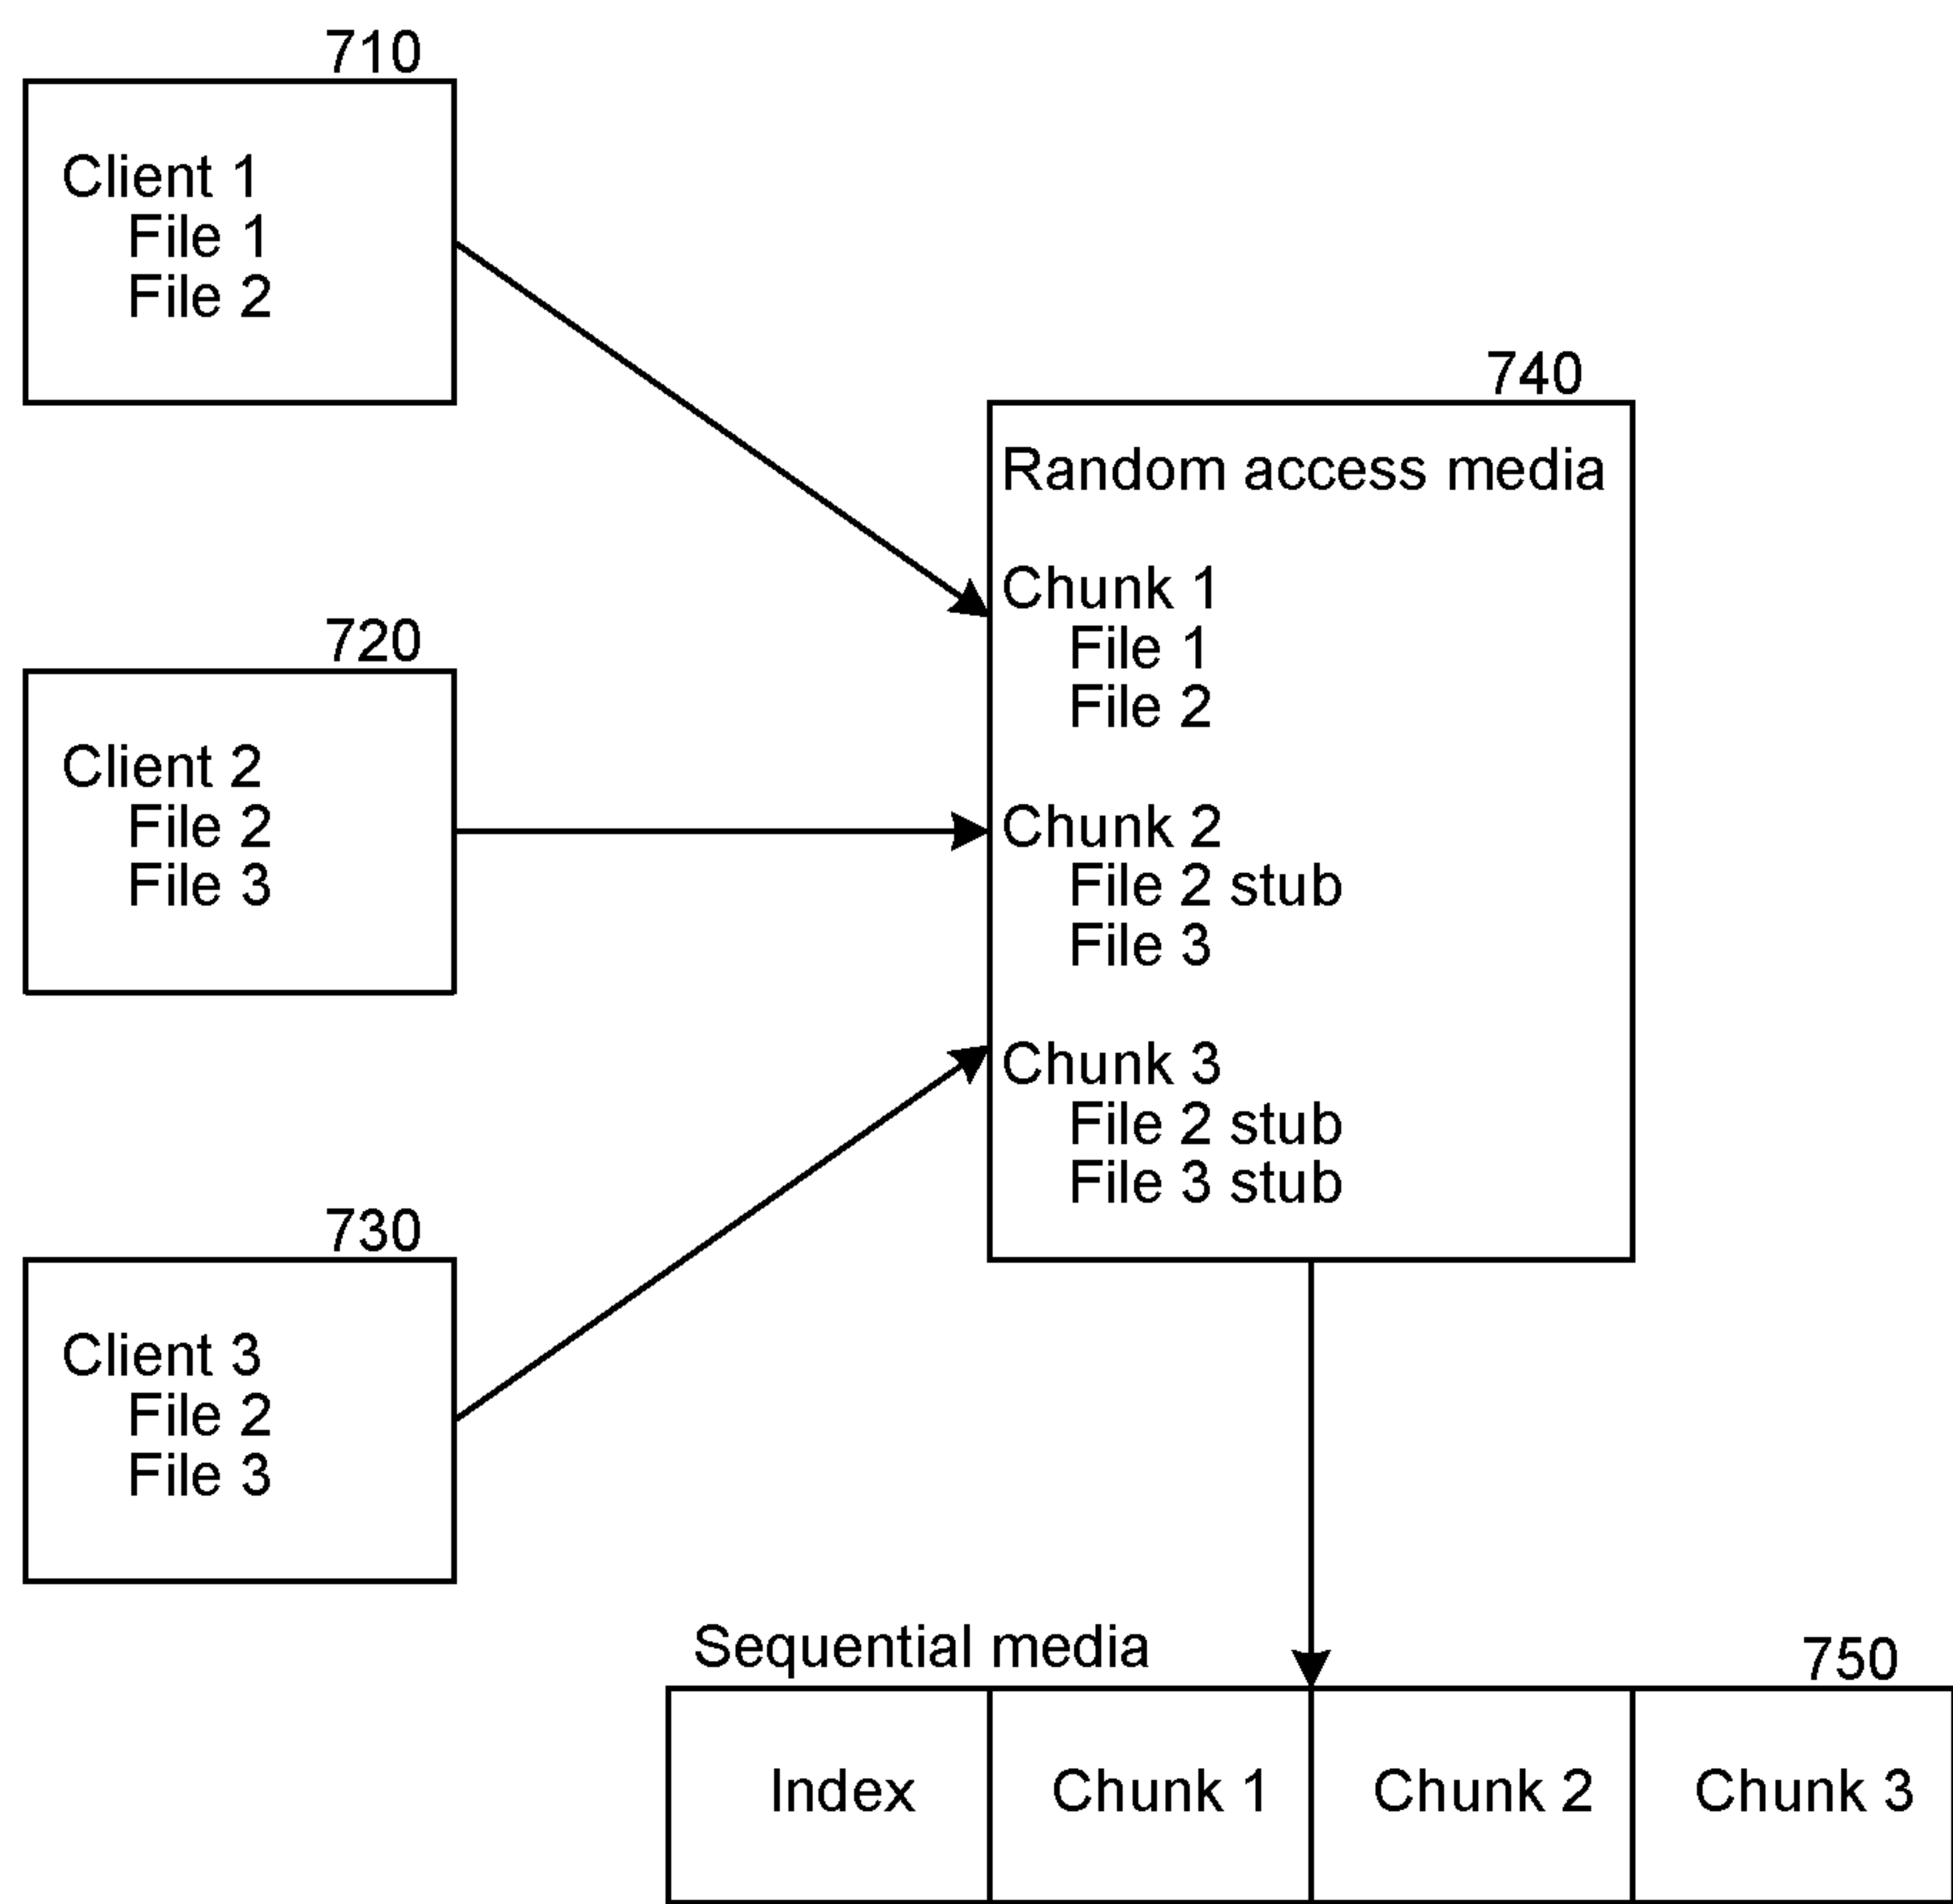 710
Client 1
File 1
File 2
720
Client 2
File 2
File 3
730
Client 3
File 2
File 3
740
Random access media
Chunk 1
File 1
File 2
Chunk 2
File 2 stub
File 3
Chunk 3
File 2 stub
File 3 stub
Sequential media
750
Index
Chunk 1
Chunk 2
Chunk 3